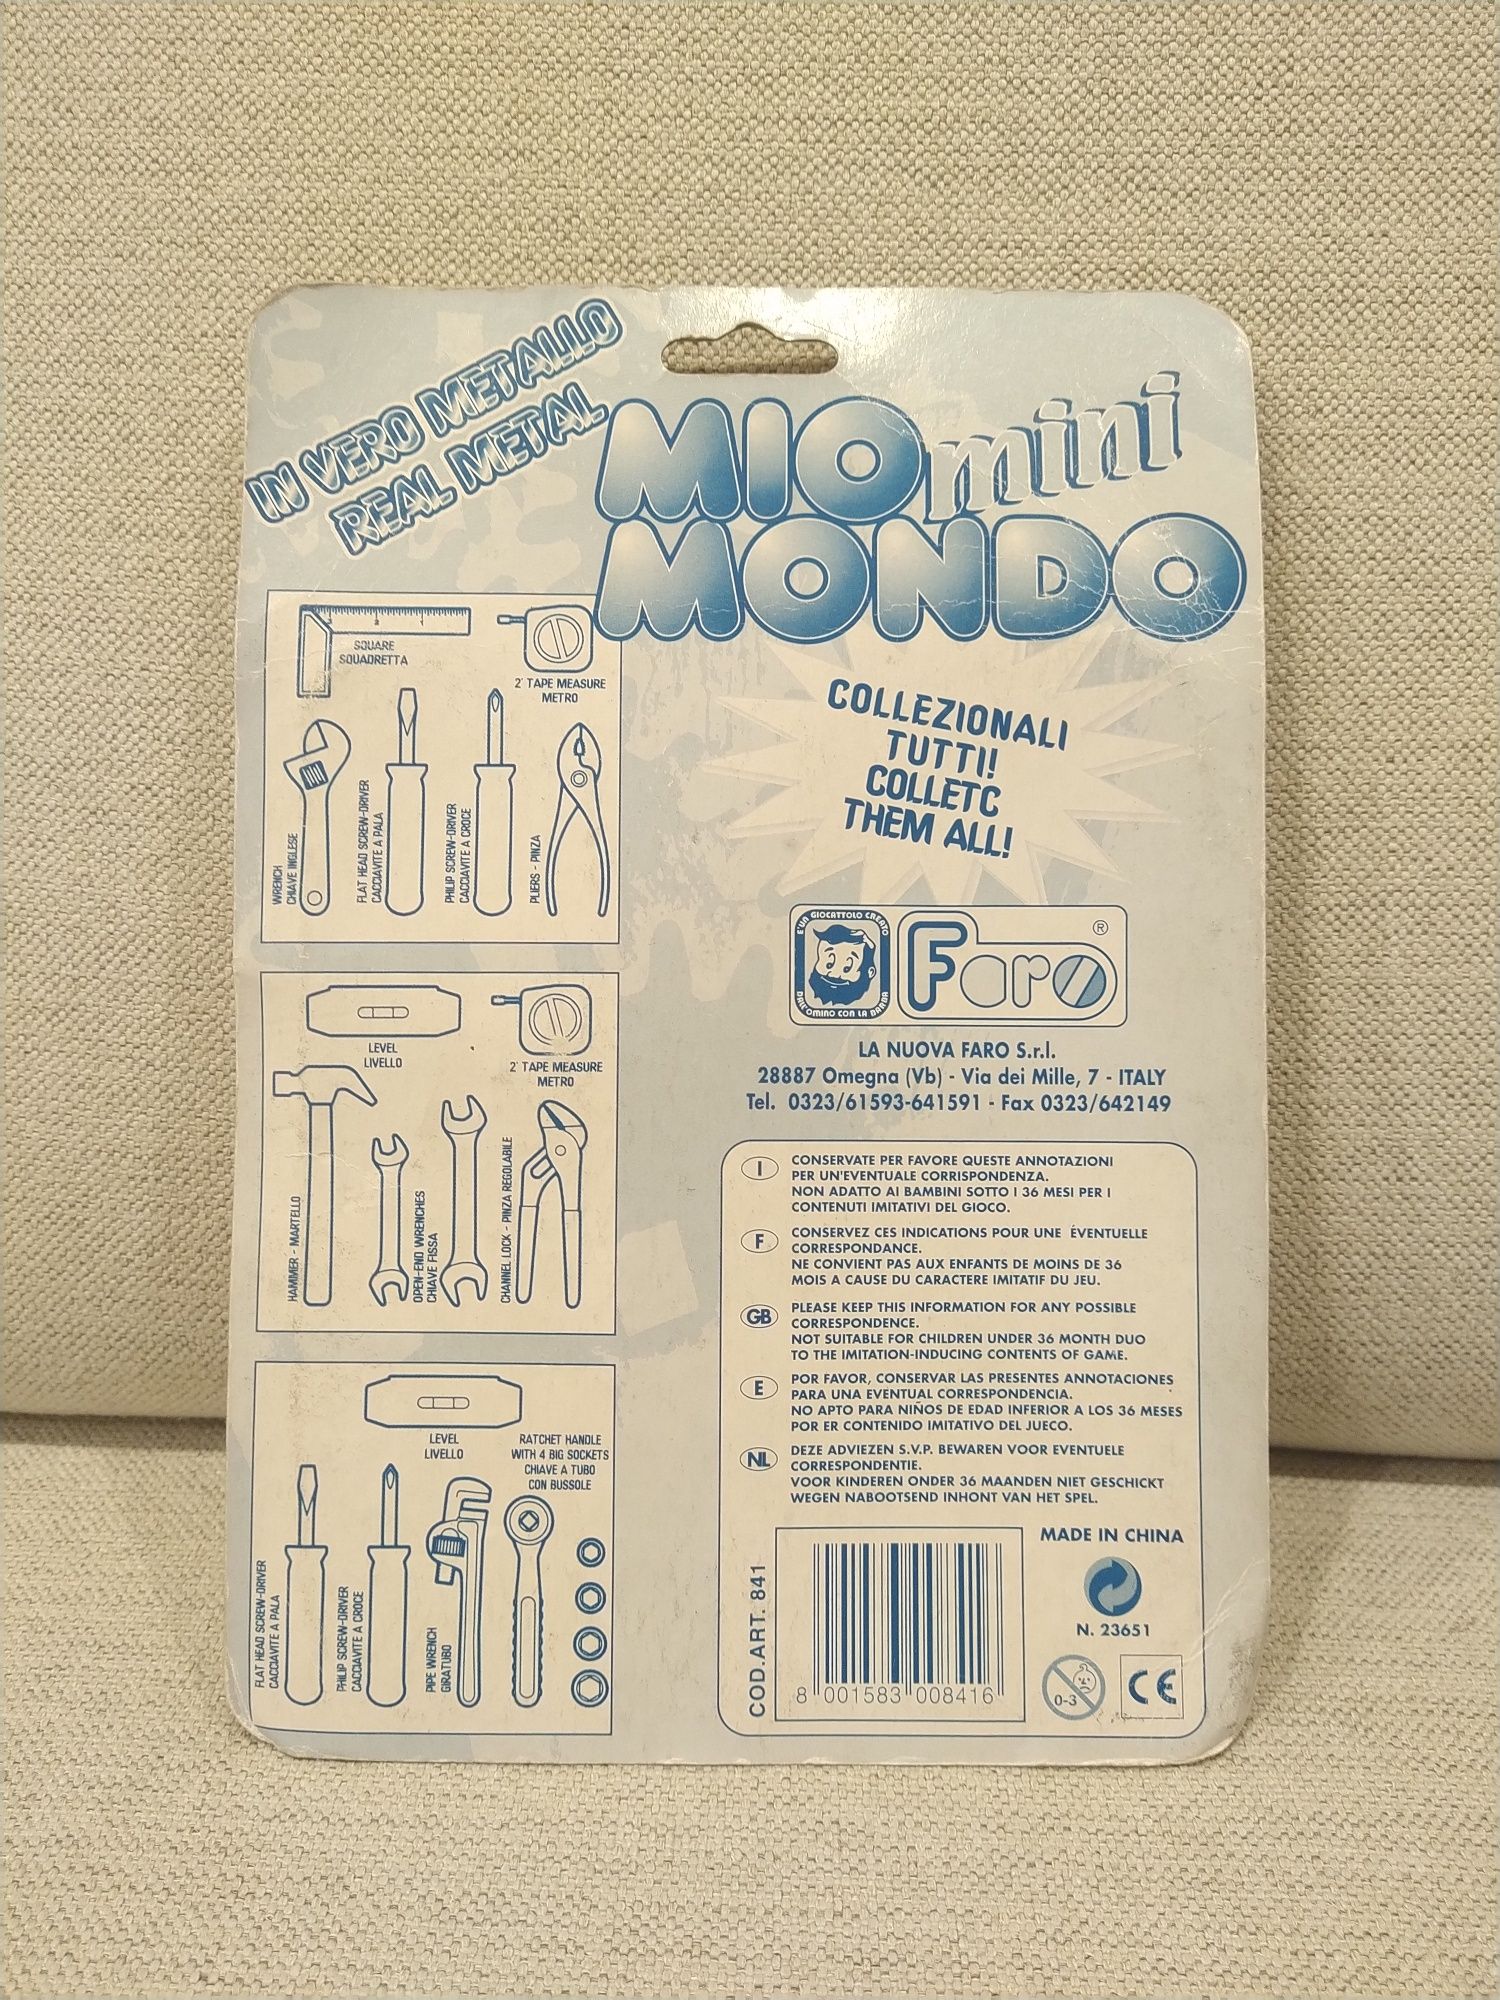 IN VERO METALLO
REAL METAL
MIO mini
MONDO
SQUARE
SQUADRETTA
2' TAPE MEASURE
METRO
WRENCH
CHIAVE INGLESE
FLAT HEAD SCREW-DRIVER
CACCIAVITE A PALA
PHILIP SCREW-DRIVER
CACCIAVITE A CROCE
PLIERS - PINZA
LEVEL
LIVELLO
2' TAPE MEASURE
METRO
HAMMER - MARTELLO
OPEN-END WRENCHES
CHIAVE FISSA
CHANNEL LOCK - PINZA REGOLABILE
LEVEL
LIVELLO
RATCHET HANDLE
WITH 4 BIG SOCKETS
CHIAVE A TUBO
CON BUSSOLE
FLAT HEAD SCREW-DRIVER
CACCIAVITE A PALA
PHILIP SCREW-DRIVER
CACCIAVITE A CROCE
PIPE WRENCH
GIRATUBO
COLLEZIONALI
TUTTI!
COLLETC
THEM ALL!
E'UN GIOCATTOLO CREATO
DALL'OMINO CON LA BARBA
Faro ®
LA NUOVA FARO S.r.l.
28887 Omegna (Vb) - Via dei Mille, 7 - ITALY
Tel. 0323/61593-641591 - Fax 0323/642149
I CONSERVATE PER FAVORE QUESTE ANNOTAZIONI
PER UN'EVENTUALE CORRISPONDENZA.
NON ADATTO AI BAMBINI SOTTO I 36 MESI PER I
CONTENUTI IMITATIVI DEL GIOCO.
F CONSERVEZ CES INDICATIONS POUR UNE ÉVENTUELLE
CORRESPONDANCE.
NE CONVIENT PAS AUX ENFANTS DE MOINS DE 36
MOIS A CAUSE DU CARACTERE IMITATIF DU JEU.
GB PLEASE KEEP THIS INFORMATION FOR ANY POSSIBLE
CORRESPONDENCE.
NOT SUITABLE FOR CHILDREN UNDER 36 MONTH DUO
TO THE IMITATION-INDUCING CONTENTS OF GAME.
E POR FAVOR, CONSERVAR LAS PRESENTES ANNOTACIONES
PARA UNA EVENTUAL CORRESPONDENCIA.
NO APTO PARA NIÑOS DE EDAD INFERIOR A LOS 36 MESES
POR ER CONTENIDO IMITATIVO DEL JUECO.
NL DEZE ADVIEZEN S.V.P. BEWAREN VOOR EVENTUELE
CORRESPONDENTIE.
VOOR KINDEREN ONDER 36 MAANDEN NIET GESCHICKT
WEGEN NABOOTSEND INHONT VAN HET SPEL.
COD.ART. 841
8 001583 008416
MADE IN CHINA
N. 23651
0-3
CE